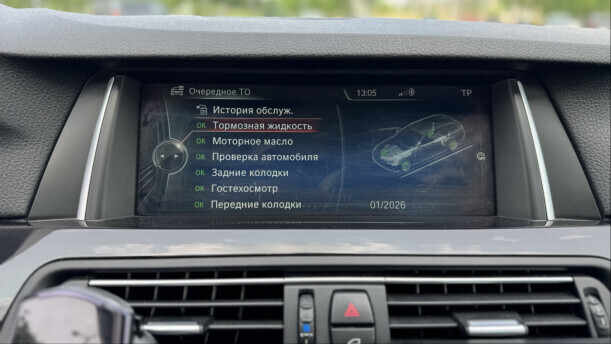 Очередное ТО 13:05 TP
История обслуж.
OK Тормозная жидкость
OK Моторное масло
OK Проверка автомобиля
OK Задние колодки
OK Гостехосмотр
OK Передние колодки 01/2026